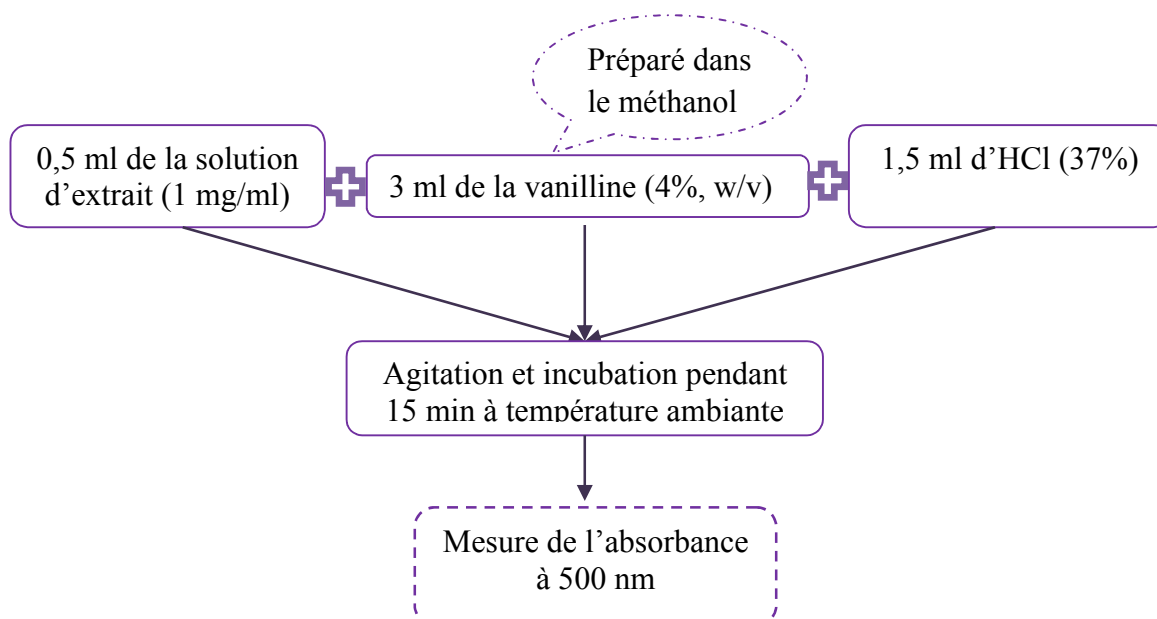 Préparé dans
le méthanol
0,5 ml de la solution
d’extrait (1 mg/ml)
3 ml de la vanilline (4%, w/v)
1,5 ml d’HCl (37%)
Agitation et incubation pendant
15 min à température ambiante
Mesure de l’absorbance
à 500 nm